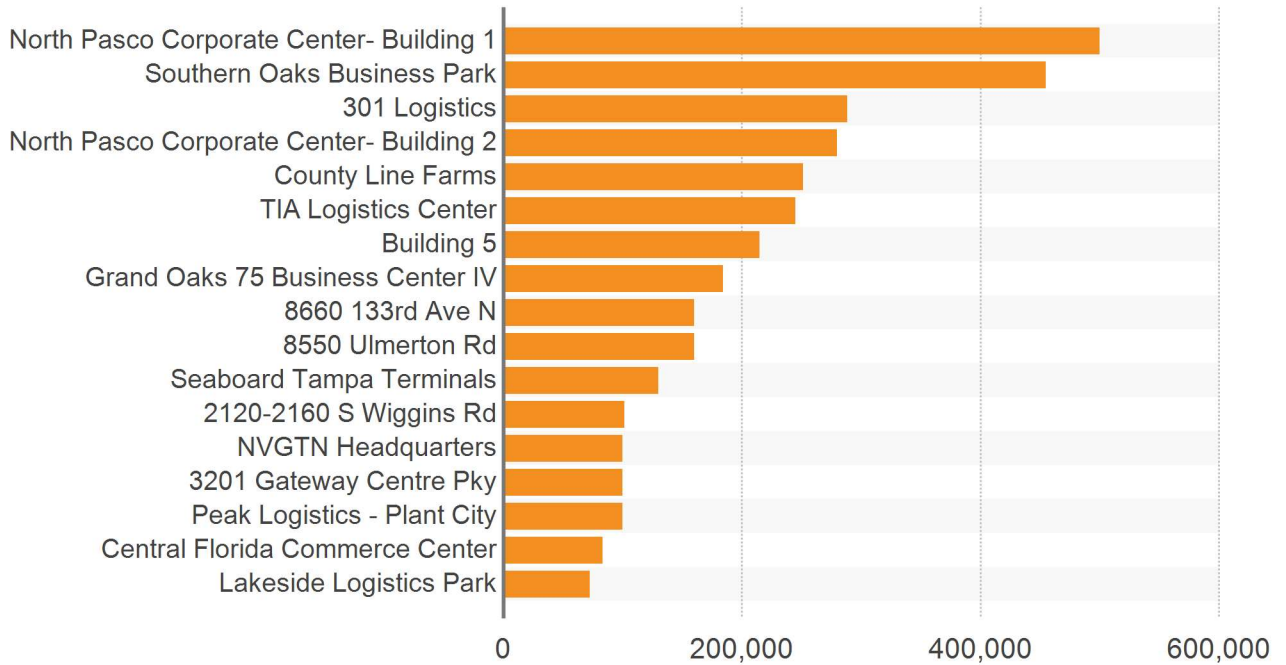 North Pasco Corporate Center- Building 1
Southern Oaks Business Park
301 Logistics
North Pasco Corporate Center- Building 2
County Line Farms
TIA Logistics Center
Building 5
Grand Oaks 75 Business Center IV
8660 133rd Ave N
8550 Ulmerton Rd
Seaboard Tampa Terminals
2120-2160 S Wiggins Rd
NVGTN Headquarters
3201 Gateway Centre Pky
Peak Logistics - Plant City
Central Florida Commerce Center
Lakeside Logistics Park
0 200,000 400,000 600,000